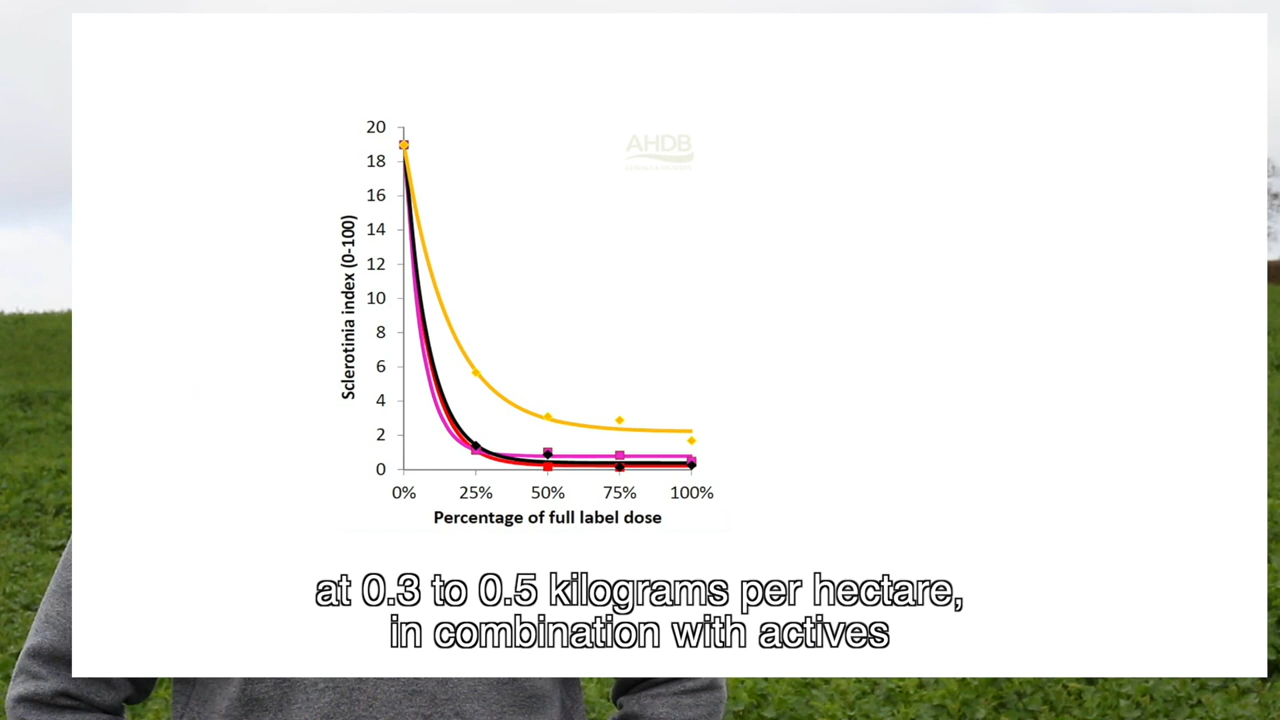 20
18
16
14
12
10
8
6
4
2
0
Sclerotinia index (0-100)
AHDB
0% 25% 50% 75% 100%
Percentage of full label dose
at 0.3 to 0.5 kilograms per hectare,
in combination with actives